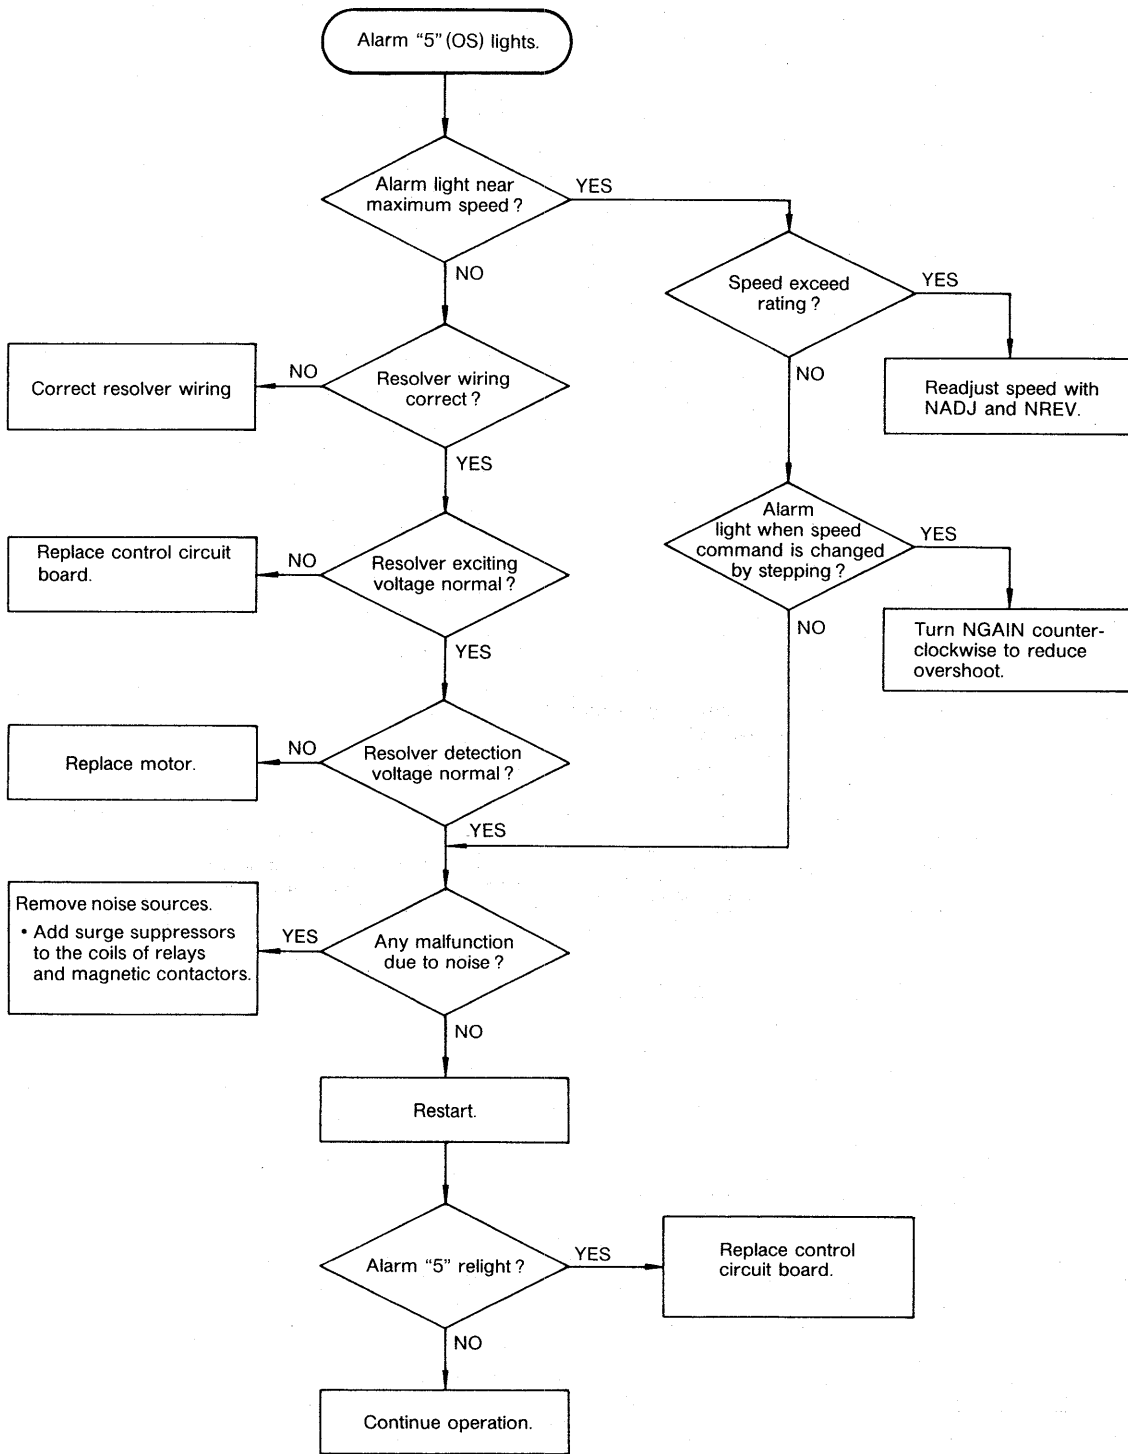 Alarm "5" (OS) lights.
Alarm light near
maximum speed?
YES
NO
Speed exceed
rating?
YES
NO
Readjust speed with
NADJ and NREV.
Resolver wiring
correct?
NO
Correct resolver wiring
YES
Alarm
light when speed
command is changed
by stepping?
YES
NO
Turn NGAIN counter-
clockwise to reduce
overshoot.
Resolver exciting
voltage normal?
NO
Replace control circuit
board.
YES
Resolver detection
voltage normal?
NO
Replace motor.
YES
Any malfunction
due to noise?
YES
Remove noise sources.
• Add surge suppressors
to the coils of relays
and magnetic contactors.
NO
Restart.
Alarm "5" relight?
YES
Replace control
circuit board.
NO
Continue operation.